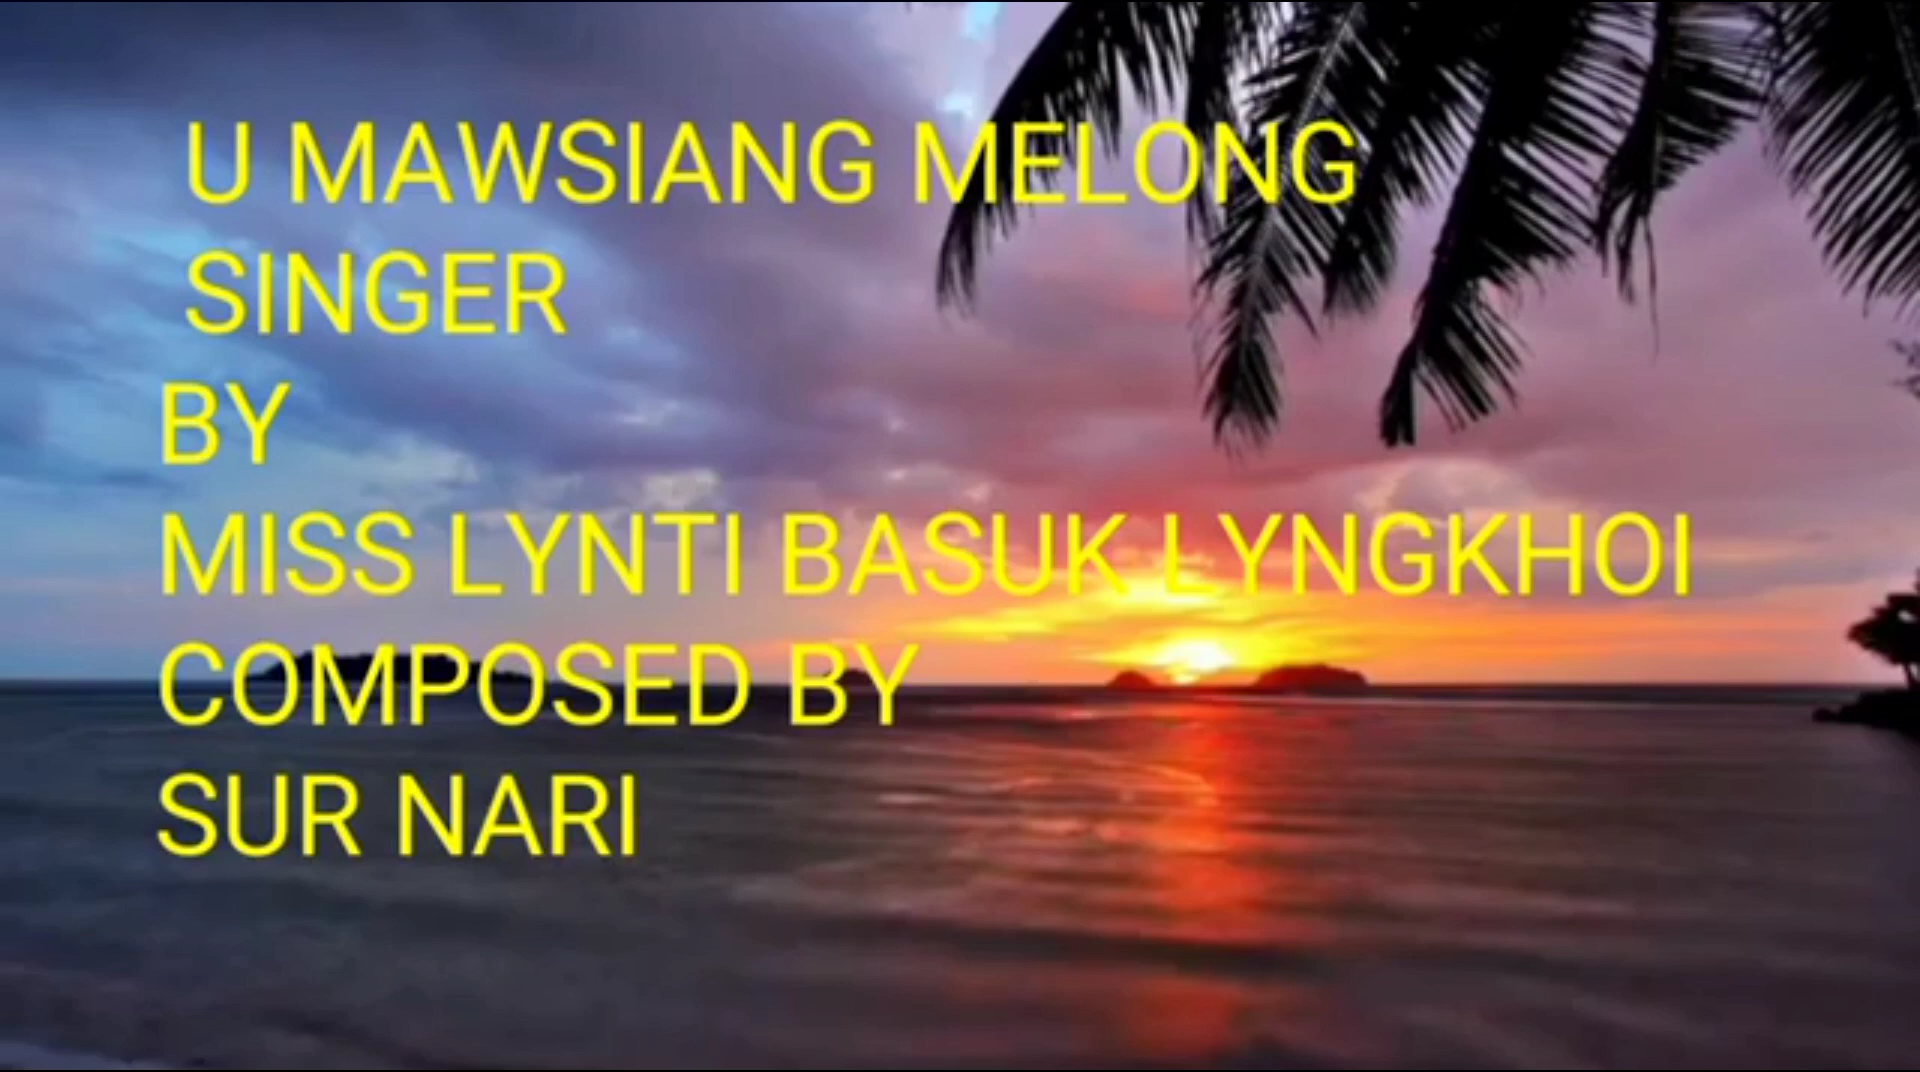 U MAWSIANG MELONG
SINGER
BY
MISS LYNTI BASUK LYNGKHOI
COMPOSED BY
SUR NARI